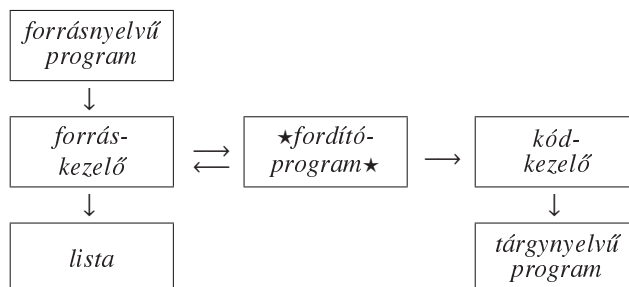 forrásnyelvű
program
forrás-
kezelő
★fordító-
program★
kód-
kezelő
lista
tárgynyelvű
program